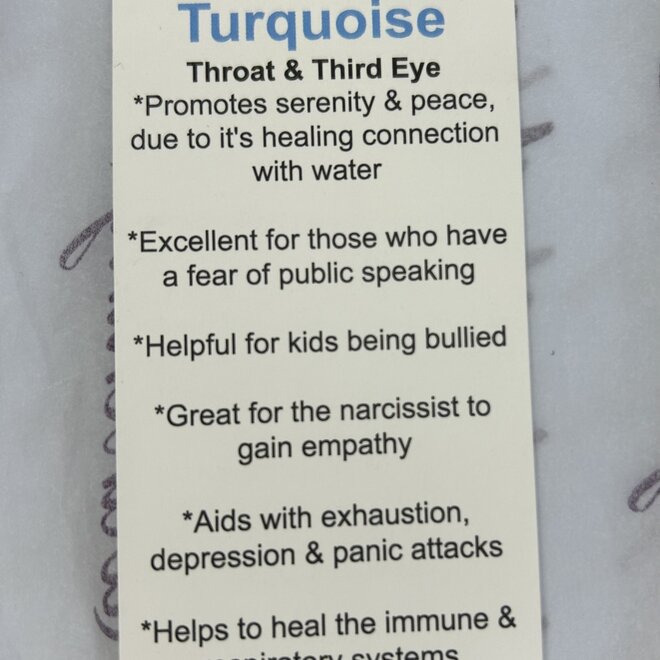 Turquoise
Throat & Third Eye
*Promotes serenity & peace,
due to it's healing connection
with water
*Excellent for those who have
a fear of public speaking
*Helpful for kids being bullied
*Great for the narcissist to
gain empathy
*Aids with exhaustion,
depression & panic attacks
*Helps to heal the immune &
respiratory systems